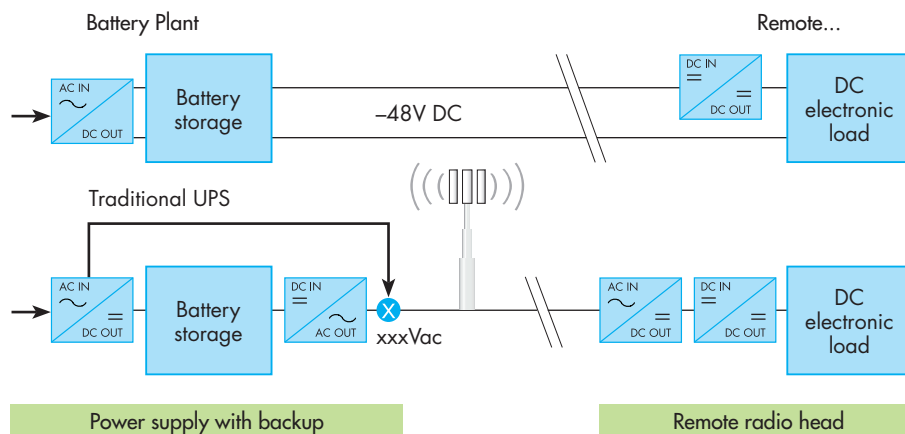 Battery Plant
Remote...
AC IN
DC OUT
Battery
storage
–48V DC
DC IN
DC OUT
DC
electronic
load
Traditional UPS
AC IN
DC OUT
Battery
storage
DC IN
AC OUT
X
xxxVac
AC IN
DC OUT
DC IN
DC OUT
DC
electronic
load
Power supply with backup
Remote radio head